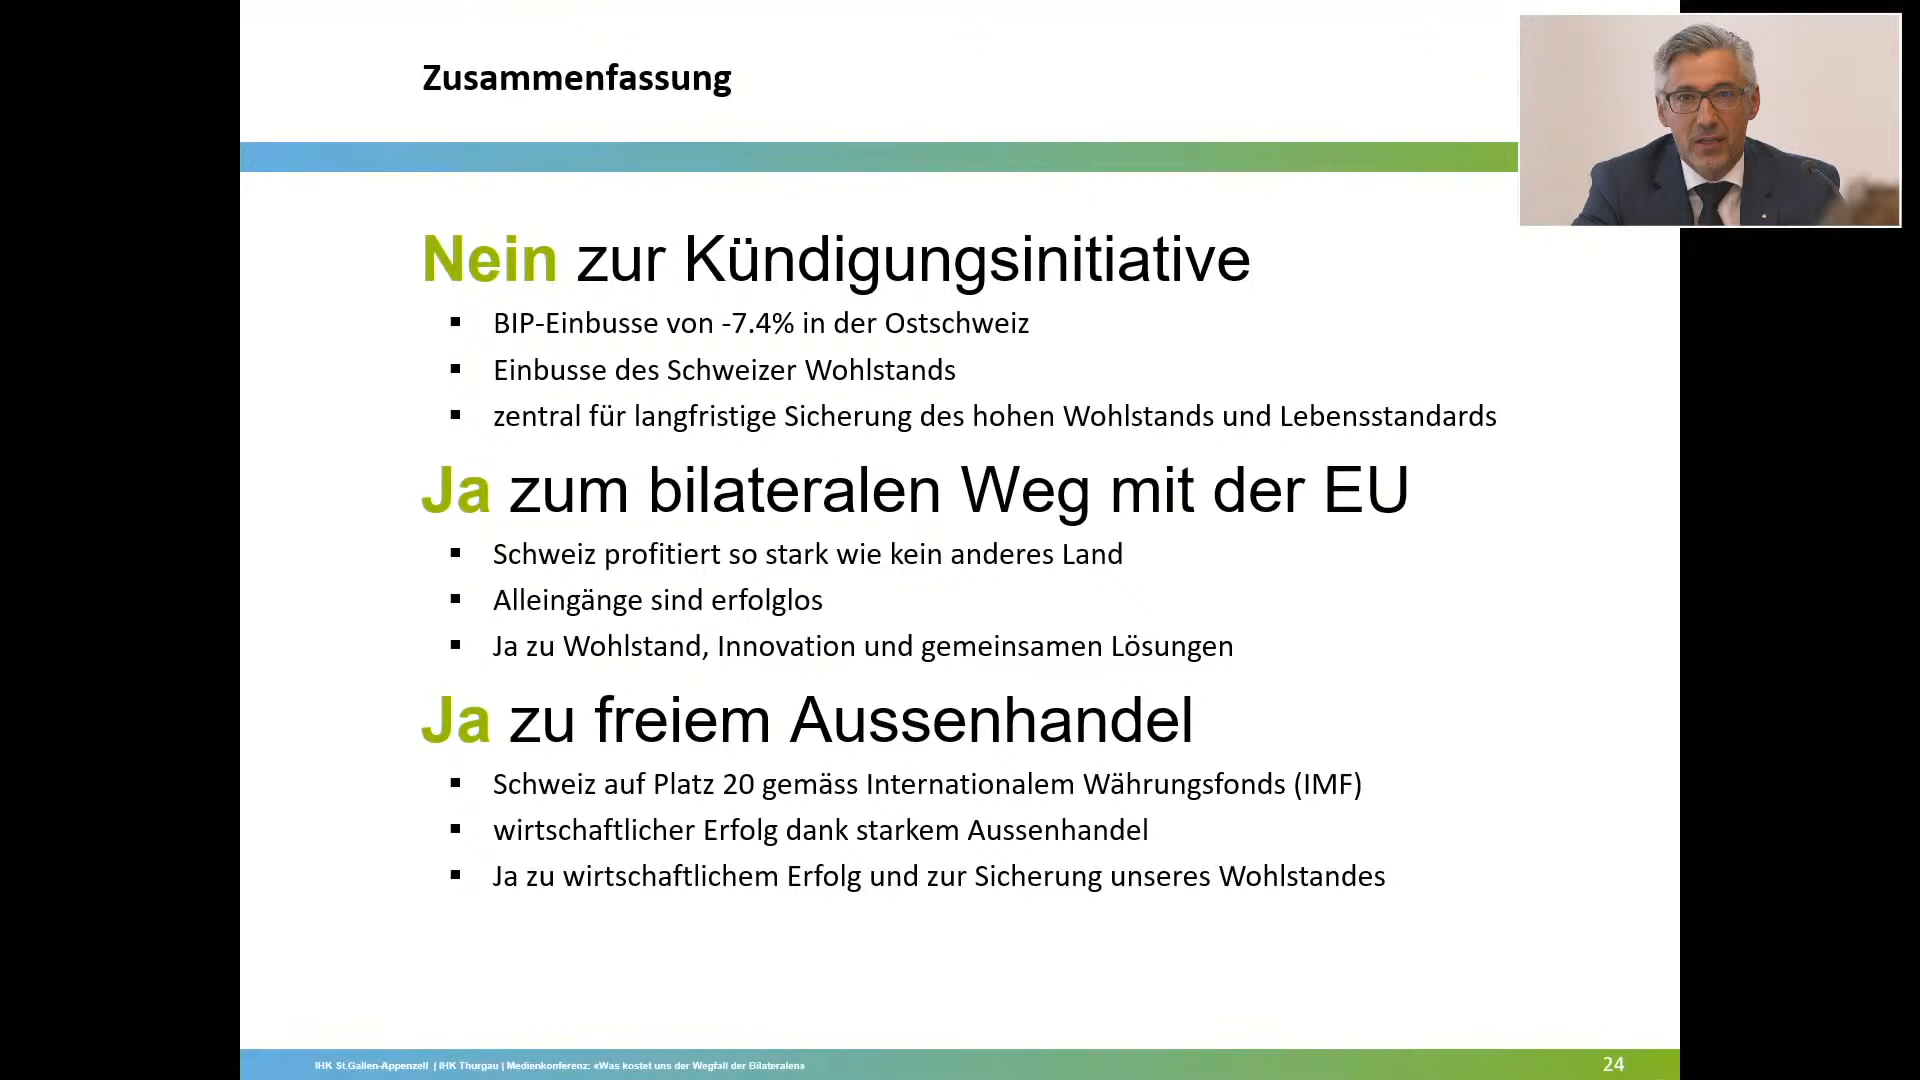 Zusammenfassung
Nein zur Kündigungsinitiative
▪ BIP-Einbusse von -7.4% in der Ostschweiz
▪ Einbusse des Schweizer Wohlstands
▪ zentral für langfristige Sicherung des hohen Wohlstands und Lebensstandards
Ja zum bilateralen Weg mit der EU
▪ Schweiz profitiert so stark wie kein anderes Land
▪ Alleingänge sind erfolglos
▪ Ja zu Wohlstand, Innovation und gemeinsamen Lösungen
Ja zu freiem Aussenhandel
▪ Schweiz auf Platz 20 gemäss Internationalem Währungsfonds (IMF)
▪ wirtschaftlicher Erfolg dank starkem Aussenhandel
▪ Ja zu wirtschaftlichem Erfolg und zur Sicherung unseres Wohlstandes
IHK St.Gallen-Appenzell | IHK Thurgau | Medienkonferenz: «Was kostet uns der Wegfall der Bilateralen» 24